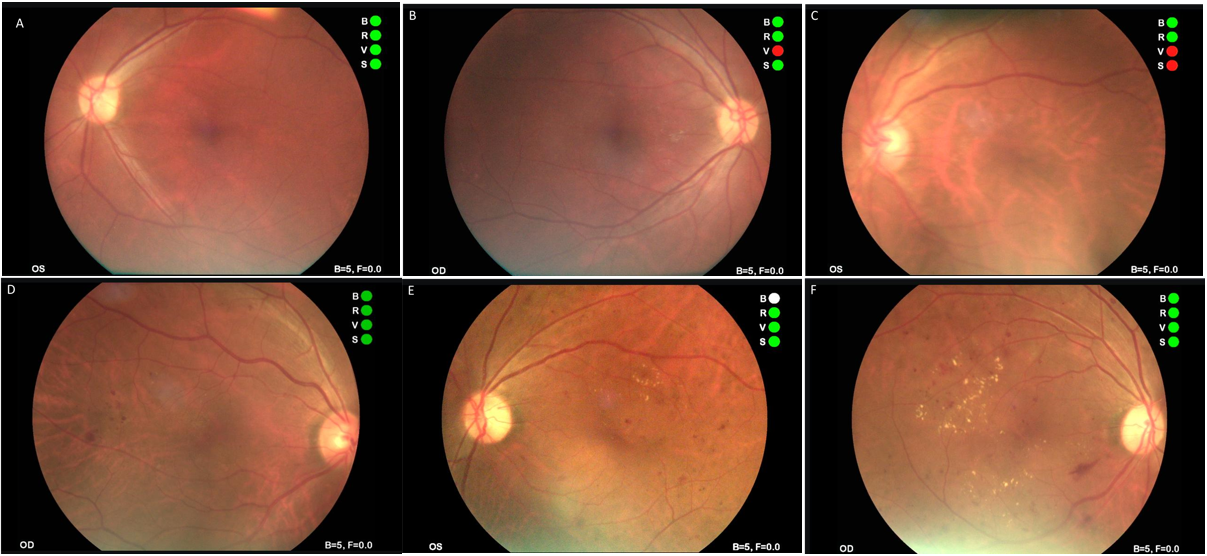 A
B
R
V
S
OS
B=5, F=0.0
B
B
R
V
S
OD
B=5, F=0.0
C
B
R
V
S
OS
B=5, F=0.0
D
B
R
V
S
OD
B=5, F=0.0
E
B
R
V
S
OS
B=5, F=0.0
F
B
R
V
S
OD
B=5, F=0.0